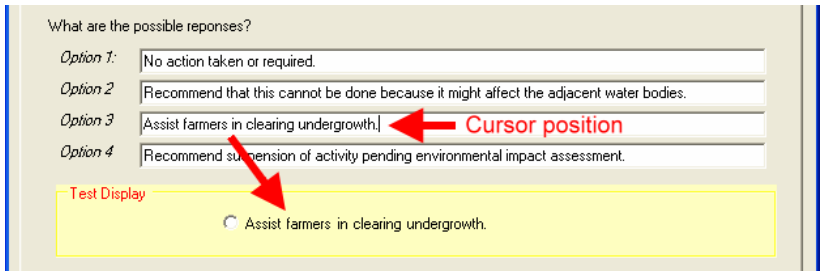 What are the possible reponses?
Option 1: No action taken or required.
Option 2 Recommend that this cannot be done because it might affect the adjacent water bodies.
Option 3 Assist farmers in clearing undergrowth. Cursor position
Option 4 Recommend suspension of activity pending environmental impact assessment.
Test Display
Assist farmers in clearing undergrowth.